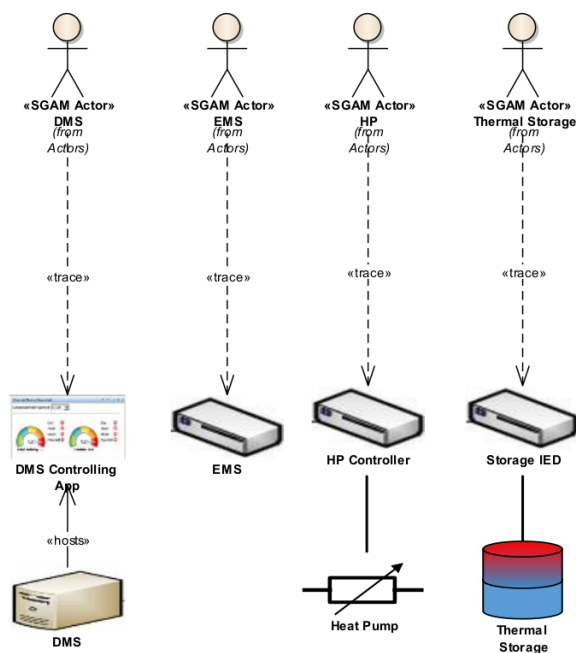 «SGAM Actor»
DMS
(from
Actors)
«SGAM Actor»
EMS
(from
Actors)
«SGAM Actor»
HP
(from
Actors)
«SGAM Actor»
Thermal Storage
(from
Actors)
«trace»
«trace»
«trace»
«trace»
DMS Controlling
App
EMS
HP Controller
Storage IED
«hosts»
DMS
Heat Pump
Thermal
Storage